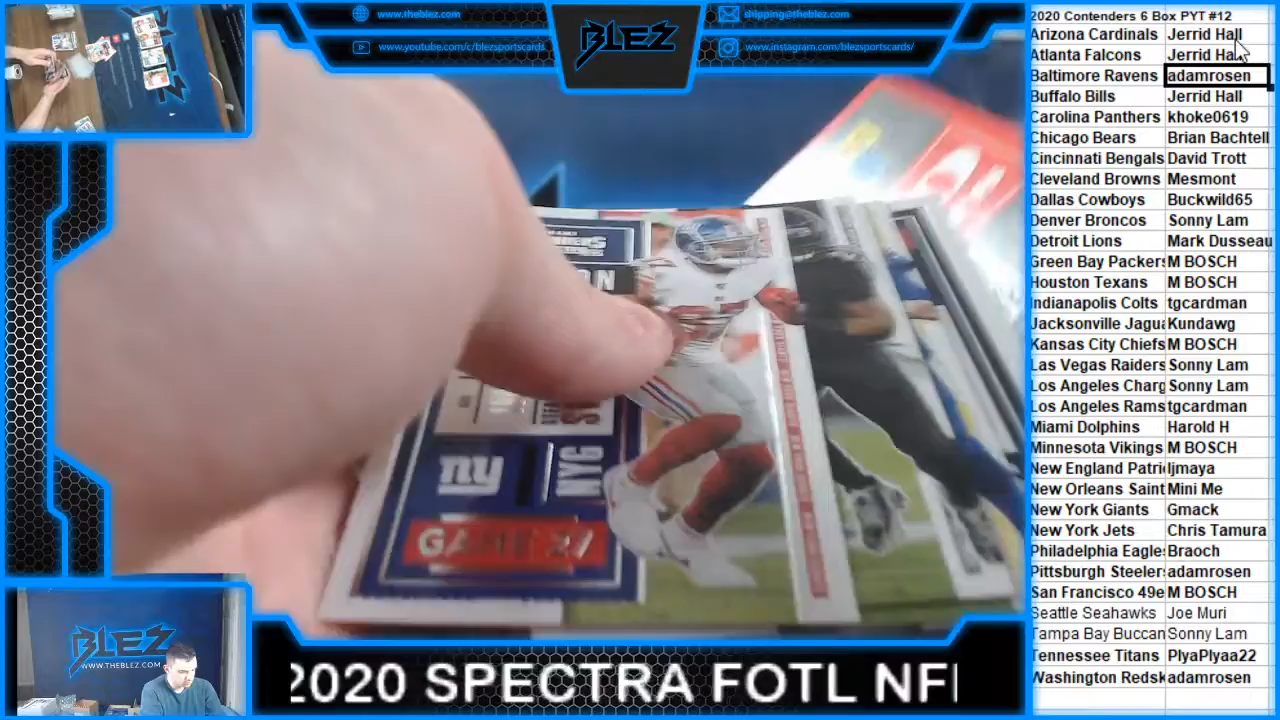 www.theblez.com
shipping@theblez.com
www.youtube.com/c/blezsportscards
www.instagram.com/blezsportscards/
BLEZ
2020 Contenders 6 Box PYT #12
Arizona Cardinals Jerrid Hall
Atlanta Falcons Jerrid Hall
Baltimore Ravens adamrosen
Buffalo Bills Jerrid Hall
Carolina Panthers khoke0619
Chicago Bears Brian Bachtell
Cincinnati Bengals David Trott
Cleveland Browns Mesmont
Dallas Cowboys Buckwild65
Denver Broncos Sonny Lam
Detroit Lions Mark Dusseau
Green Bay Packers M BOSCH
Houston Texans M BOSCH
Indianapolis Colts tgcardman
Jacksonville Jagua Kundawg
Kansas City Chiefs M BOSCH
Las Vegas Raiders Sonny Lam
Los Angeles Charg Sonny Lam
Los Angeles Rams tgcardman
Miami Dolphins Harold H
Minnesota Vikings M BOSCH
New England Patri ljmaya
New Orleans Saint Mini Me
New York Giants Gmack
New York Jets Chris Tamura
Philadelphia Eagle Braoch
Pittsburgh Steeler adamrosen
San Francisco 49e M BOSCH
Seattle Seahawks Joe Muri
Tampa Bay Buccan Sonny Lam
Tennessee Titans PlyaPlyaa22
Washington Redsk adamrosen
ny
NYG
GAME 27
BLEZ
WWW.THEBLEZ.COM
2020 SPECTRA FOTL NF